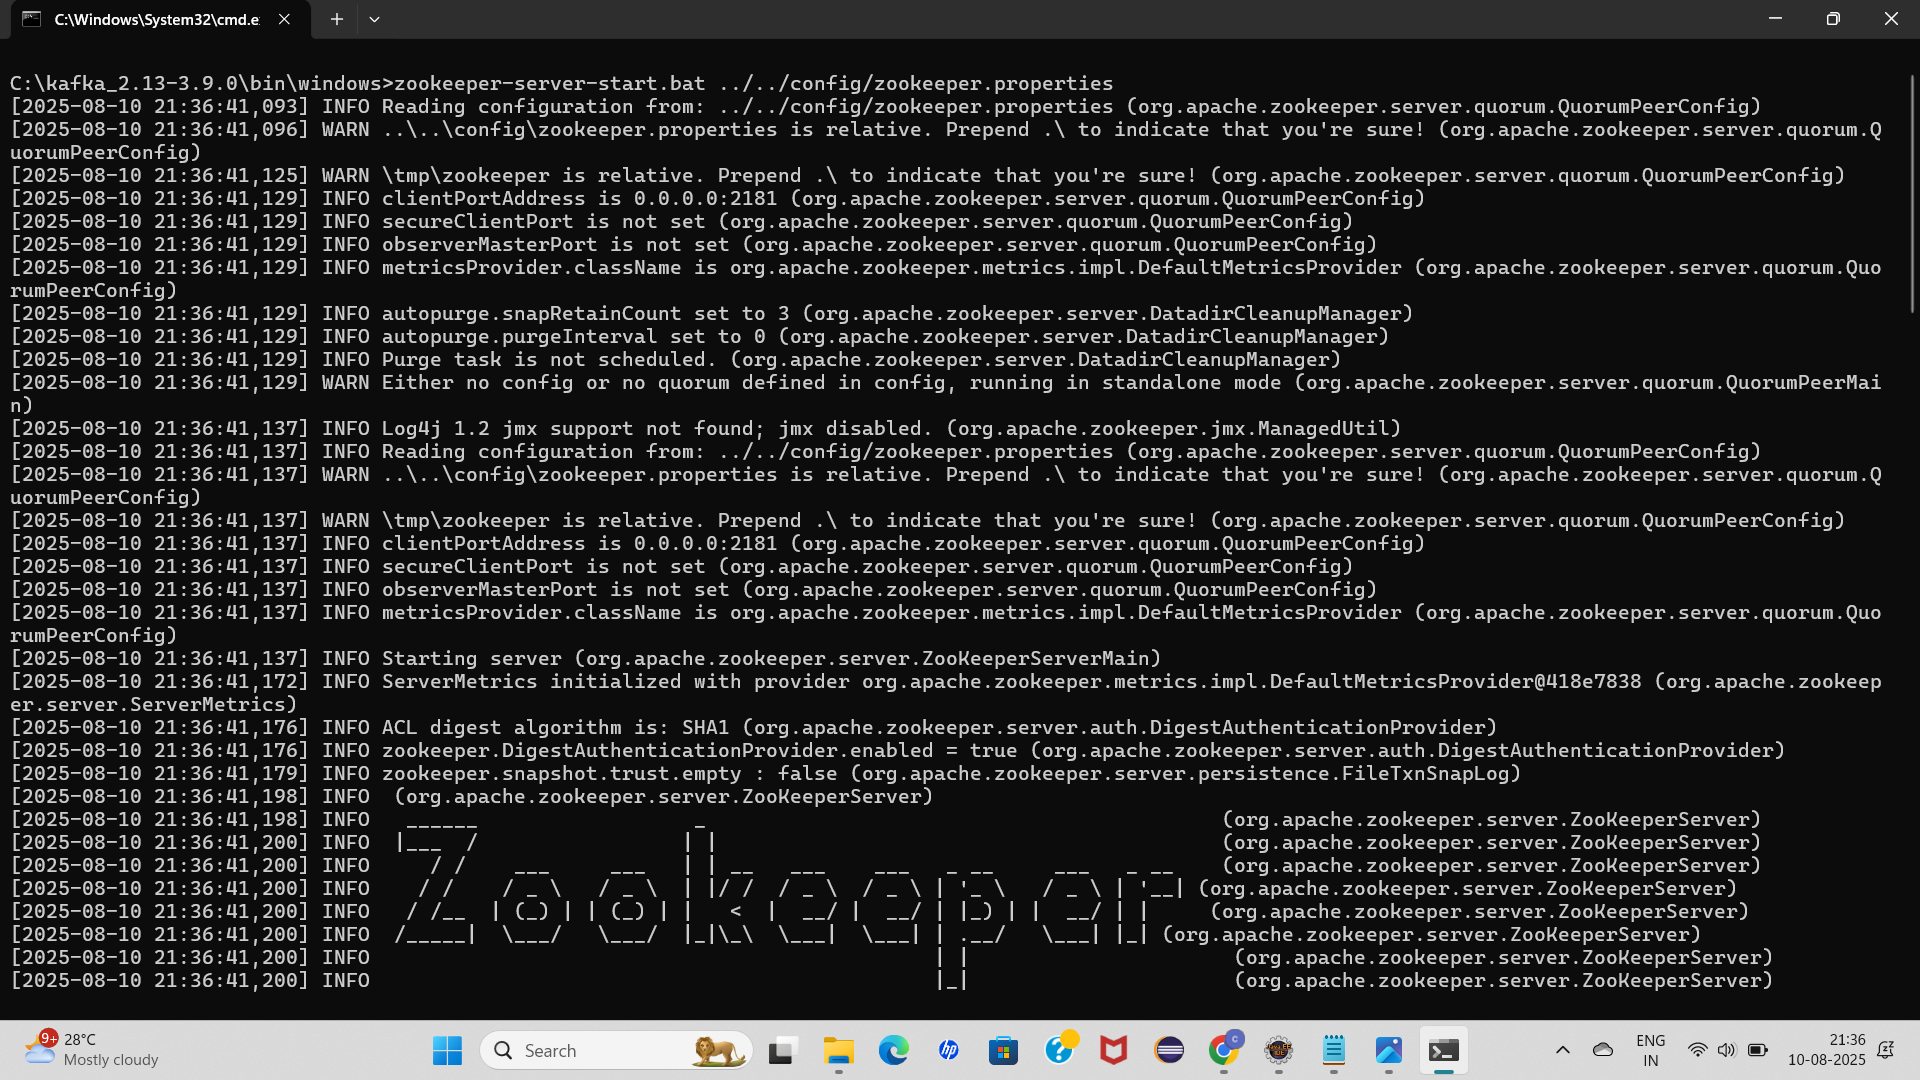 C:\Windows\System32\cmd.e
C:\kafka_2.13-3.9.0\bin\windows>zookeeper-server-start.bat ../../config/zookeeper.properties
[2025-08-10 21:36:41,093] INFO Reading configuration from: ../../config/zookeeper.properties (org.apache.zookeeper.server.quorum.QuorumPeerConfig)
[2025-08-10 21:36:41,096] WARN ..\..\config\zookeeper.properties is relative. Prepend .\ to indicate that you're sure! (org.apache.zookeeper.server.quorum.Q
uorumPeerConfig)
[2025-08-10 21:36:41,125] WARN \tmp\zookeeper is relative. Prepend .\ to indicate that you're sure! (org.apache.zookeeper.server.quorum.QuorumPeerConfig)
[2025-08-10 21:36:41,129] INFO clientPortAddress is 0.0.0.0:2181 (org.apache.zookeeper.server.quorum.QuorumPeerConfig)
[2025-08-10 21:36:41,129] INFO secureClientPort is not set (org.apache.zookeeper.server.quorum.QuorumPeerConfig)
[2025-08-10 21:36:41,129] INFO observerMasterPort is not set (org.apache.zookeeper.server.quorum.QuorumPeerConfig)
[2025-08-10 21:36:41,129] INFO metricsProvider.className is org.apache.zookeeper.metrics.impl.DefaultMetricsProvider (org.apache.zookeeper.server.quorum.Quo
rumPeerConfig)
[2025-08-10 21:36:41,129] INFO autopurge.snapRetainCount set to 3 (org.apache.zookeeper.server.DatadirCleanupManager)
[2025-08-10 21:36:41,129] INFO autopurge.purgeInterval set to 0 (org.apache.zookeeper.server.DatadirCleanupManager)
[2025-08-10 21:36:41,129] INFO Purge task is not scheduled. (org.apache.zookeeper.server.DatadirCleanupManager)
[2025-08-10 21:36:41,129] WARN Either no config or no quorum defined in config, running in standalone mode (org.apache.zookeeper.server.quorum.QuorumPeerMai
n)
[2025-08-10 21:36:41,137] INFO Log4j 1.2 jmx support not found; jmx disabled. (org.apache.zookeeper.jmx.ManagedUtil)
[2025-08-10 21:36:41,137] INFO Reading configuration from: ../../config/zookeeper.properties (org.apache.zookeeper.server.quorum.QuorumPeerConfig)
[2025-08-10 21:36:41,137] WARN ..\..\config\zookeeper.properties is relative. Prepend .\ to indicate that you're sure! (org.apache.zookeeper.server.quorum.Q
uorumPeerConfig)
[2025-08-10 21:36:41,137] WARN \tmp\zookeeper is relative. Prepend .\ to indicate that you're sure! (org.apache.zookeeper.server.quorum.QuorumPeerConfig)
[2025-08-10 21:36:41,137] INFO clientPortAddress is 0.0.0.0:2181 (org.apache.zookeeper.server.quorum.QuorumPeerConfig)
[2025-08-10 21:36:41,137] INFO secureClientPort is not set (org.apache.zookeeper.server.quorum.QuorumPeerConfig)
[2025-08-10 21:36:41,137] INFO observerMasterPort is not set (org.apache.zookeeper.server.quorum.QuorumPeerConfig)
[2025-08-10 21:36:41,137] INFO metricsProvider.className is org.apache.zookeeper.metrics.impl.DefaultMetricsProvider (org.apache.zookeeper.server.quorum.Quo
rumPeerConfig)
[2025-08-10 21:36:41,137] INFO Starting server (org.apache.zookeeper.server.ZooKeeperServerMain)
[2025-08-10 21:36:41,172] INFO ServerMetrics initialized with provider org.apache.zookeeper.metrics.impl.DefaultMetricsProvider@418e7838 (org.apache.zookeep
er.server.ServerMetrics)
[2025-08-10 21:36:41,176] INFO ACL digest algorithm is: SHA1 (org.apache.zookeeper.server.auth.DigestAuthenticationProvider)
[2025-08-10 21:36:41,176] INFO zookeeper.DigestAuthenticationProvider.enabled = true (org.apache.zookeeper.server.auth.DigestAuthenticationProvider)
[2025-08-10 21:36:41,179] INFO zookeeper.snapshot.trust.empty : false (org.apache.zookeeper.server.persistence.FileTxnSnapLog)
[2025-08-10 21:36:41,198] INFO  (org.apache.zookeeper.server.ZooKeeperServer)
[2025-08-10 21:36:41,198] INFO   ______                  _                                           (org.apache.zookeeper.server.ZooKeeperServer)
[2025-08-10 21:36:41,200] INFO  |___  /                 | |                                          (org.apache.zookeeper.server.ZooKeeperServer)
[2025-08-10 21:36:41,200] INFO     / /    ___     ___   | | __   ___    ___   _ __     ___   _ __    (org.apache.zookeeper.server.ZooKeeperServer)
[2025-08-10 21:36:41,200] INFO    / /    / _ \   / _ \  | |/ /  / _ \  / _ \ | '_ \   / _ \ | '__| (org.apache.zookeeper.server.ZooKeeperServer)
[2025-08-10 21:36:41,200] INFO   / /__  | (_) | | (_) | |   <  |  __/ |  __/ | |_) | |  __/ | |     (org.apache.zookeeper.server.ZooKeeperServer)
[2025-08-10 21:36:41,200] INFO  /_____|  \___/   \___/  |_|\_\  \___|  \___| | .__/   \___| |_| (org.apache.zookeeper.server.ZooKeeperServer)
[2025-08-10 21:36:41,200] INFO                                               | |                      (org.apache.zookeeper.server.ZooKeeperServer)
[2025-08-10 21:36:41,200] INFO                                               |_|                      (org.apache.zookeeper.server.ZooKeeperServer)
9+
28°C
Mostly cloudy
Search
hp
ENG
IN
21:36
10-08-2025